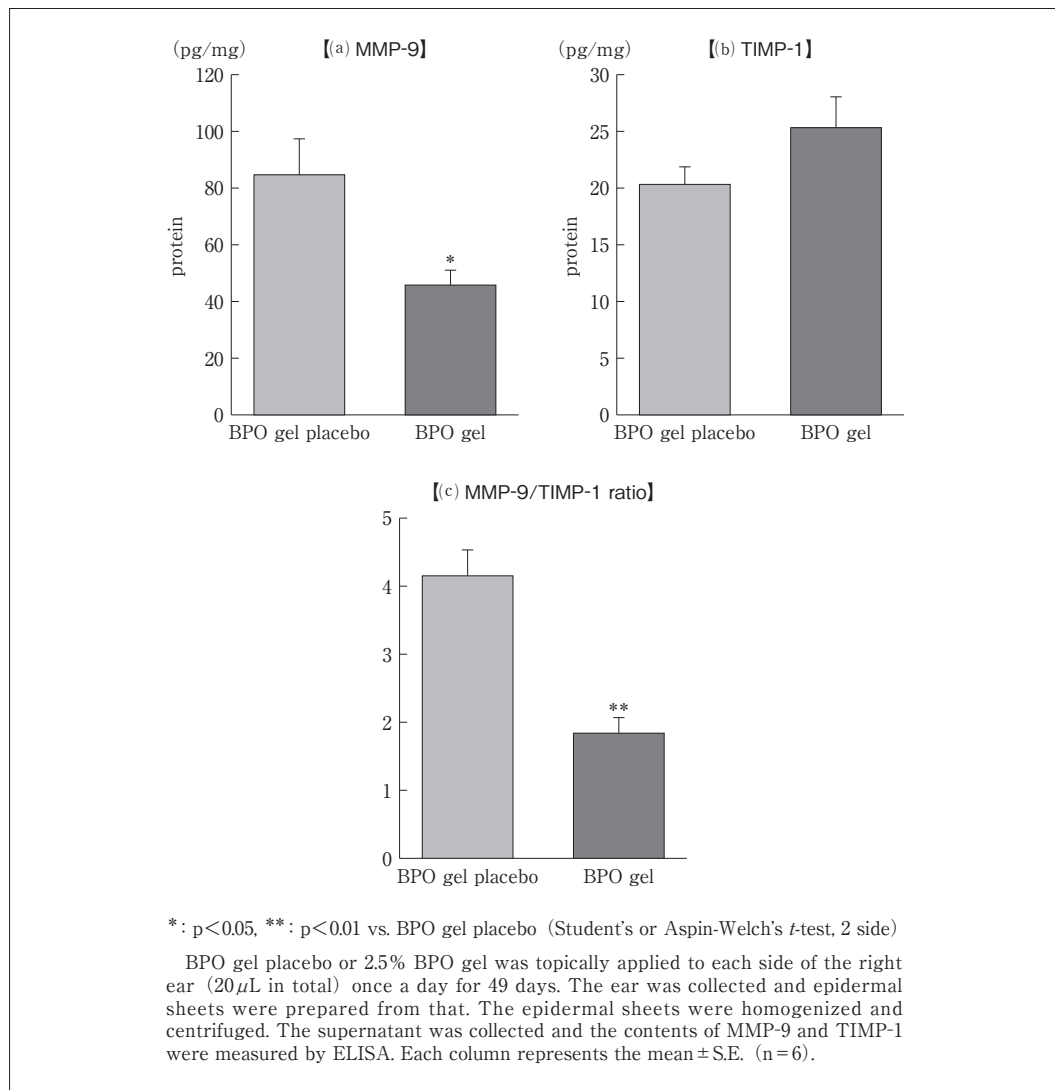 (pg/mg) 【(a) MMP-9】
120
100
80
60
40
20
0
protein
*
BPO gel placebo BPO gel
(pg/mg) 【(b) TIMP-1】
30
25
20
15
10
5
0
protein
BPO gel placebo BPO gel
【(c) MMP-9/TIMP-1 ratio】
5
4
3
2
1
0
**
BPO gel placebo BPO gel
*: p<0.05, **: p<0.01 vs. BPO gel placebo (Student's or Aspin-Welch's t-test, 2 side)
BPO gel placebo or 2.5% BPO gel was topically applied to each side of the right
ear (20μL in total) once a day for 49 days. The ear was collected and epidermal
sheets were prepared from that. The epidermal sheets were homogenized and
centrifuged. The supernatant was collected and the contents of MMP-9 and TIMP-1
were measured by ELISA. Each column represents the mean±S.E. (n=6).